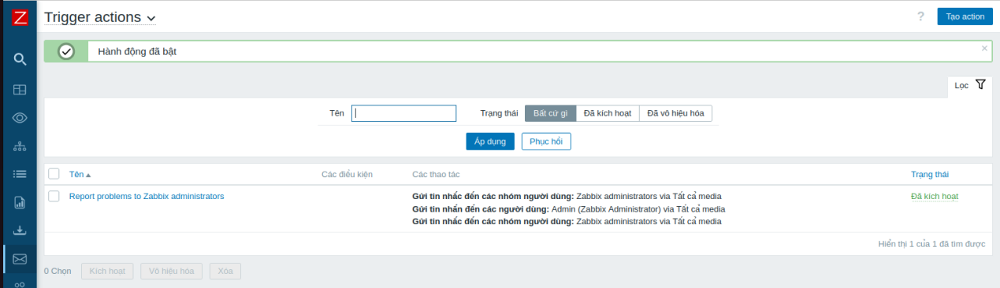 Z
Trigger actions
? Tạo action
Hành động đã bật
Lọc
Tên Trạng thái Bất cứ gì Đã kích hoạt Đã vô hiệu hóa
Áp dụng Phục hồi
Tên Các điều kiện Các thao tác Trạng thái
Report problems to Zabbix administrators Gửi tin nhắc đến các nhóm người dùng: Zabbix administrators via Tất cả media Đã kích hoạt
Gửi tin nhấn đến các người dùng: Admin (Zabbix Administrator) via Tất cả media
Gửi tin nhắc đến các nhóm người dùng: Zabbix administrators via Tất cả media
Hiển thị 1 của 1 đã tìm được
0 Chọn Kích hoạt Vô hiệu hóa Xóa